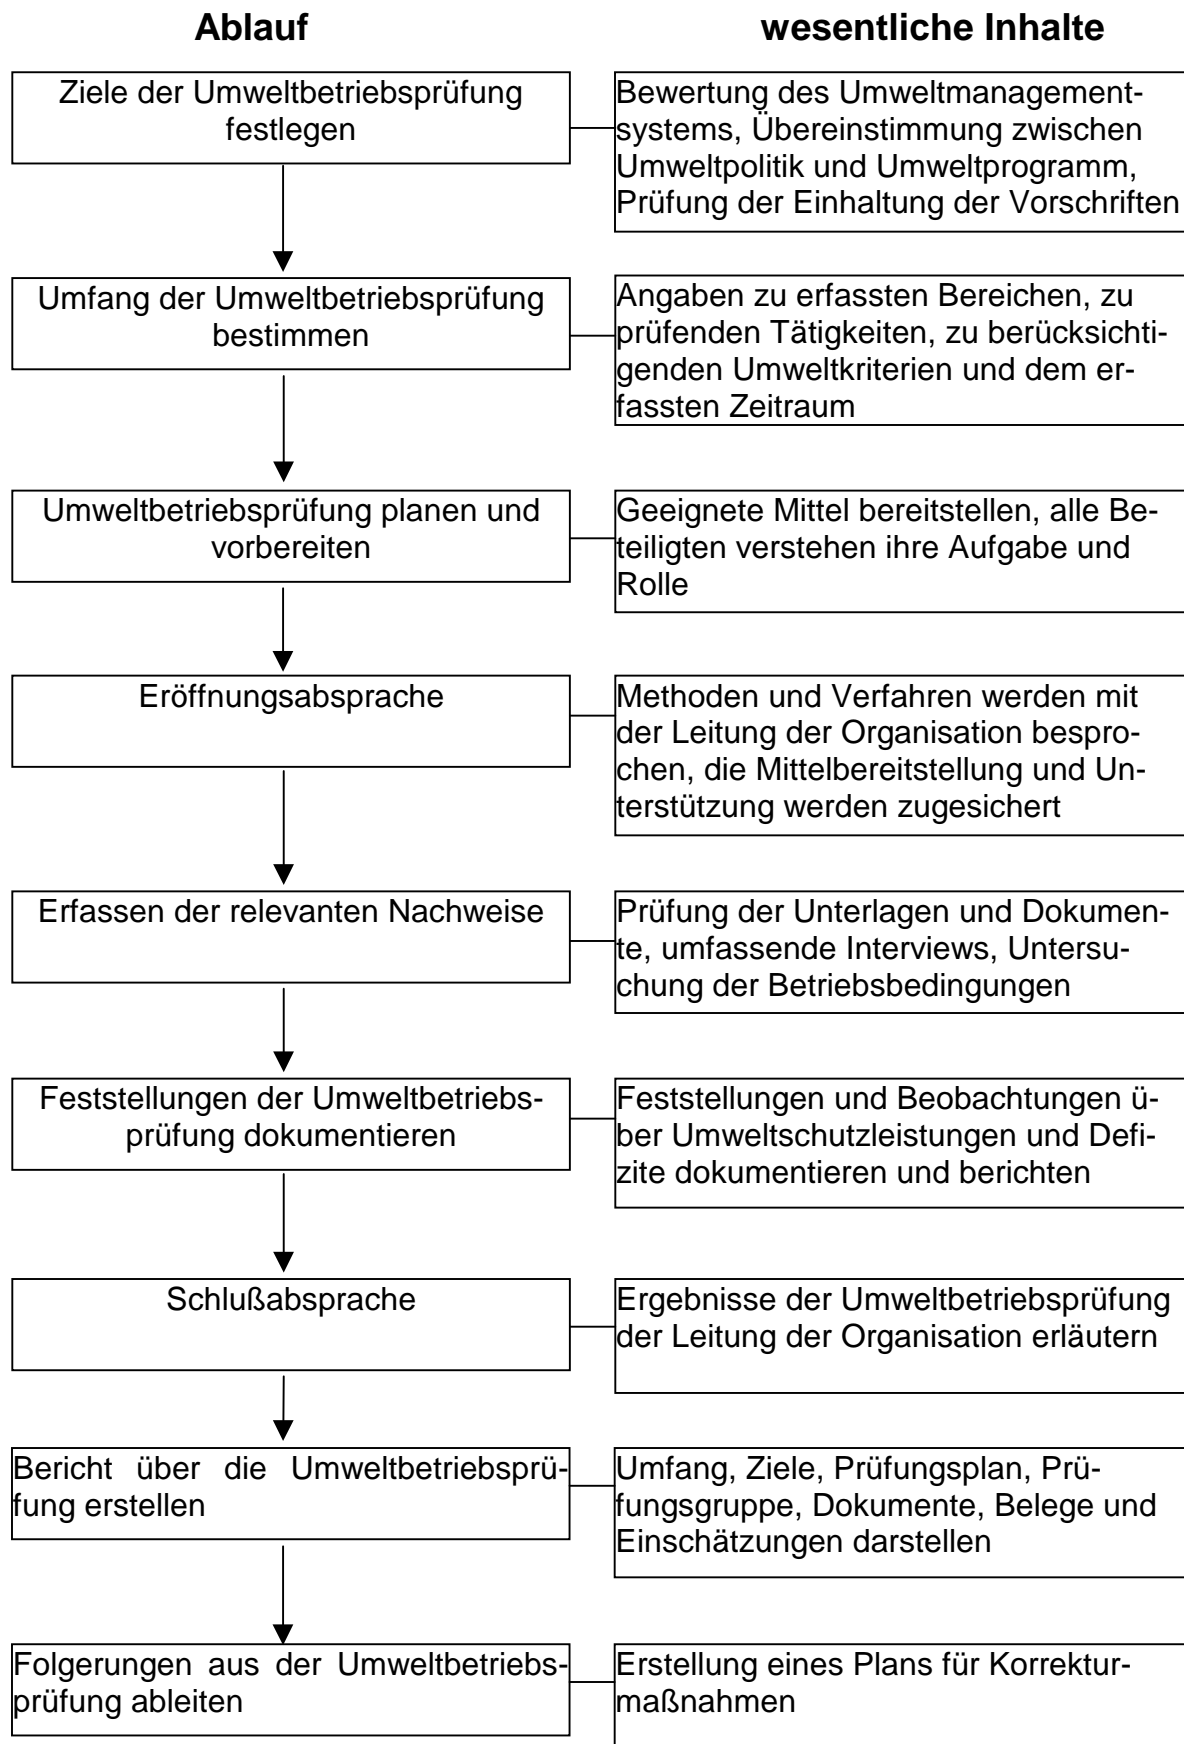 Ablauf
wesentliche Inhalte
Ziele der Umweltbetriebsprüfung
festlegen
Bewertung des Umweltmanagement-
systems, Übereinstimmung zwischen
Umweltpolitik und Umweltprogramm,
Prüfung der Einhaltung der Vorschriften
Umfang der Umweltbetriebsprüfung
bestimmen
Angaben zu erfassten Bereichen, zu
prüfenden Tätigkeiten, zu berücksichti-
genden Umweltkriterien und dem er-
fassten Zeitraum
Umweltbetriebsprüfung planen und
vorbereiten
Geeignete Mittel bereitstellen, alle Be-
teiligten verstehen ihre Aufgabe und
Rolle
Eröffnungsabsprache
Methoden und Verfahren werden mit
der Leitung der Organisation bespro-
chen, die Mittelbereitstellung und Un-
terstützung werden zugesichert
Erfassen der relevanten Nachweise
Prüfung der Unterlagen und Dokumen-
te, umfassende Interviews, Untersu-
chung der Betriebsbedingungen
Feststellungen der Umweltbetriebs-
prüfung dokumentieren
Feststellungen und Beobachtungen ü-
ber Umweltschutzleistungen und Defi-
zite dokumentieren und berichten
Schlußabsprache
Ergebnisse der Umweltbetriebsprüfung
der Leitung der Organisation erläutern
Bericht über die Umweltbetriebsprü-
fung erstellen
Umfang, Ziele, Prüfungsplan, Prü-
fungsgruppe, Dokumente, Belege und
Einschätzungen darstellen
Folgerungen aus der Umweltbetriebs-
prüfung ableiten
Erstellung eines Plans für Korrektur-
maßnahmen